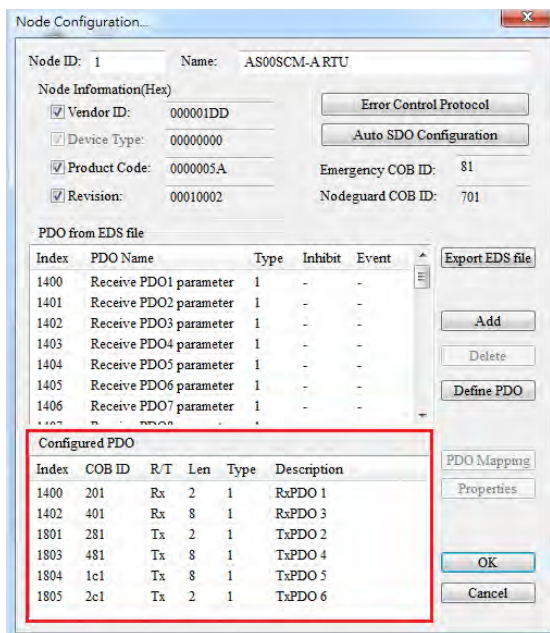 Node Configuration...
Node ID: 1 Name: AS00SCM-A RTU
Node Information(Hex)
Vendor ID: 000001DD
Error Control Protocol
Device Type: 00000000
Auto SDO Configuration
Product Code: 0000005A
Emergency COB ID: 81
Revision: 00010002
Nodeguard COB ID: 701
PDO from EDS file
Index PDO Name Type Inhibit Event
Export EDS file
1400 Receive PDO1 parameter 1 - -
1401 Receive PDO2 parameter 1 - -
1402 Receive PDO3 parameter 1 - -
Add
1403 Receive PDO4 parameter 1 - -
1404 Receive PDO5 parameter 1 - -
Delete
1405 Receive PDO6 parameter 1 - -
Define PDO
1406 Receive PDO7 parameter 1 - -
Configured PDO
PDO Mapping
Index COB ID R/T Len Type Description
Properties
1400 201 Rx 2 1 RxPDO 1
1402 401 Rx 8 1 RxPDO 3
1801 281 Tx 2 1 TxPDO 2
1803 481 Tx 8 1 TxPDO 4
OK
1804 1c1 Tx 8 1 TxPDO 5
1805 2c1 Tx 2 1 TxPDO 6
Cancel